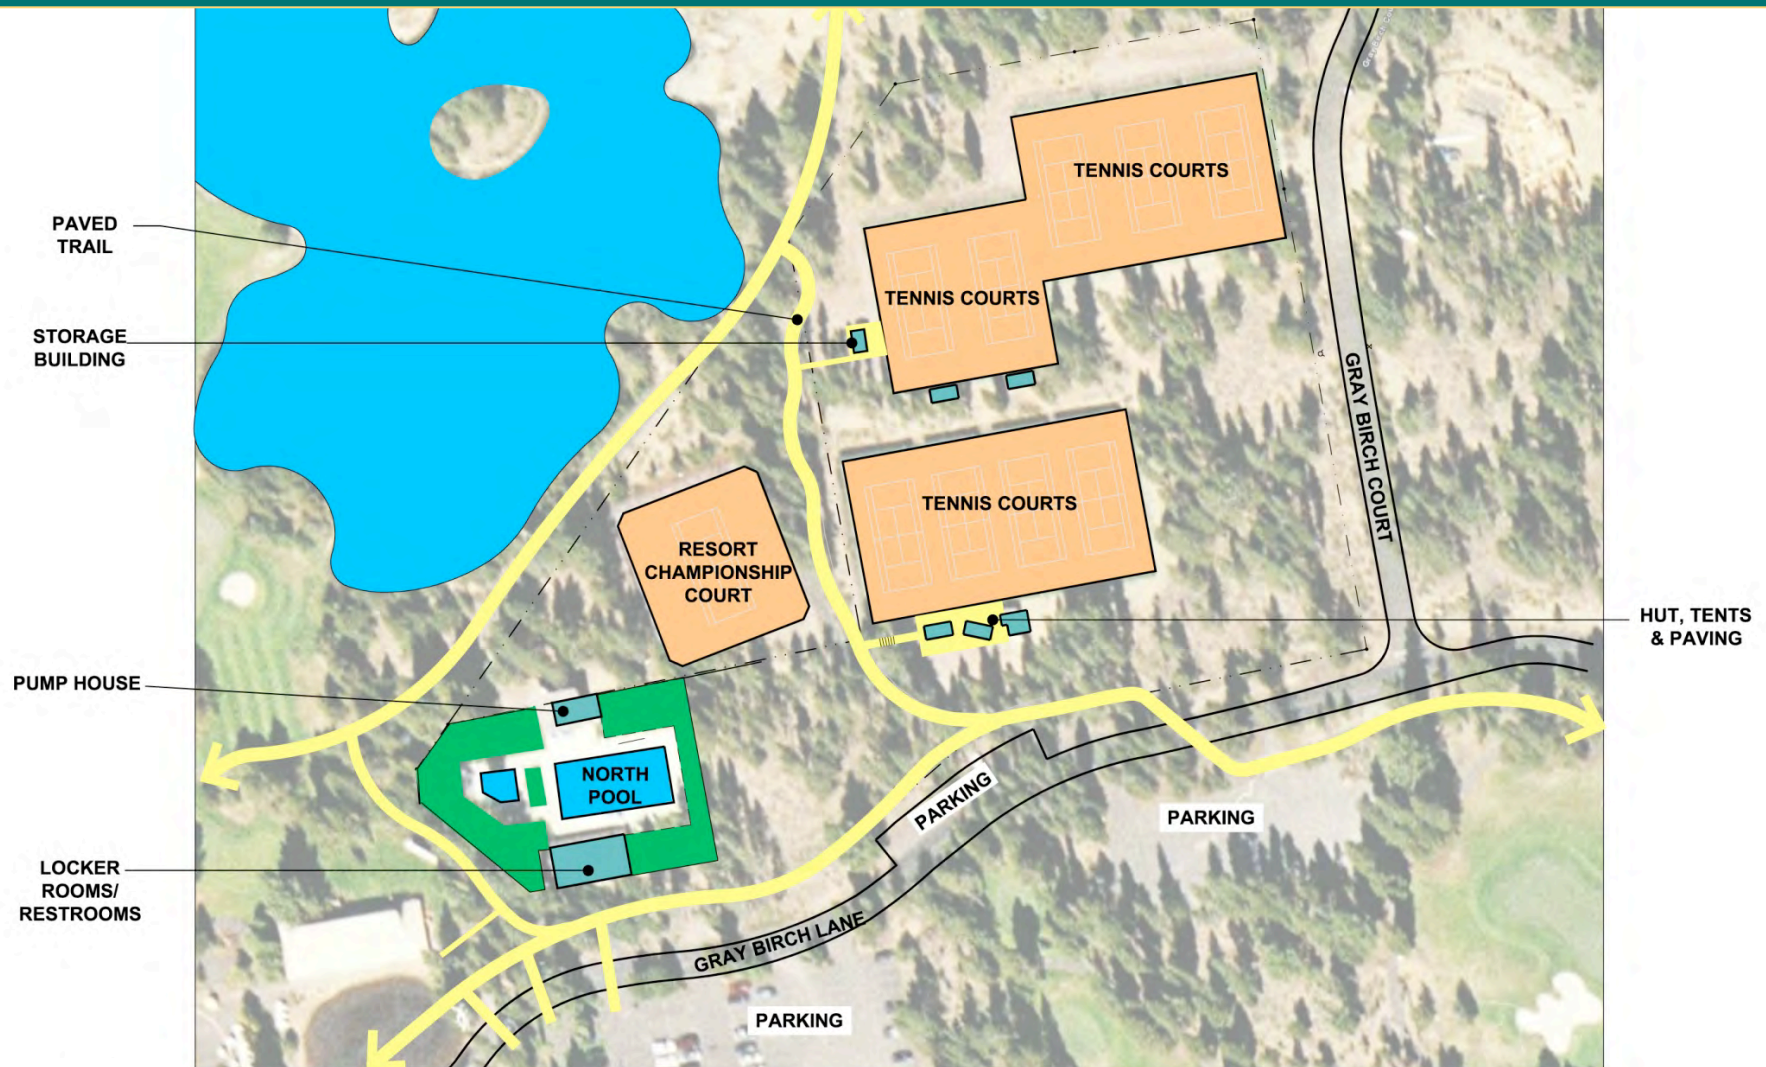 TENNIS COURTS
PAVED
TRAIL
TENNIS COURTS
STORAGE
BUILDING
GRAY BIRCH COURT
TENNIS COURTS
RESORT
CHAMPIONSHIP
COURT
HUT, TENTS
& PAVING
PUMP HOUSE
NORTH
POOL
PARKING
PARKING
LOCKER
ROOMS/
RESTROOMS
GRAY BIRCH LANE
PARKING